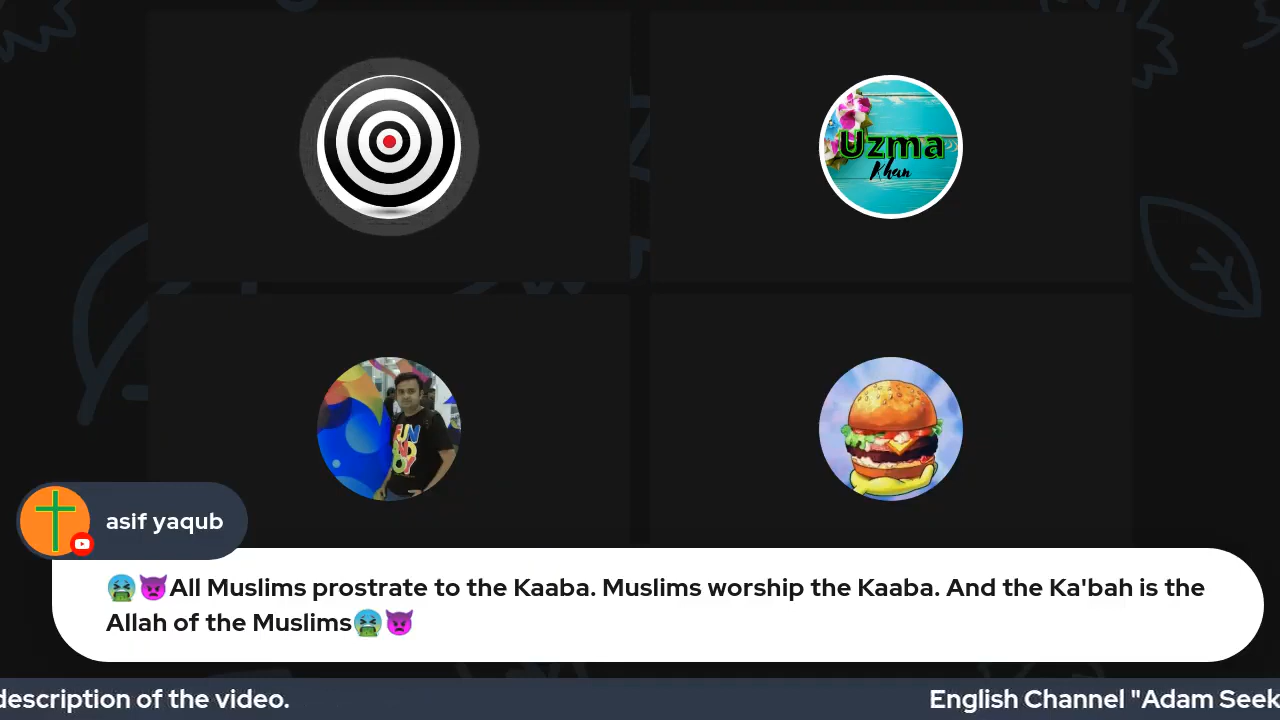 Uzma
Khan
FUN
asif yaqub
🤮👿All Muslims prostrate to the Kaaba. Muslims worship the Kaaba. And the Ka'bah is the
Allah of the Muslims🤮👿
description of the video.
English Channel "Adam Seek